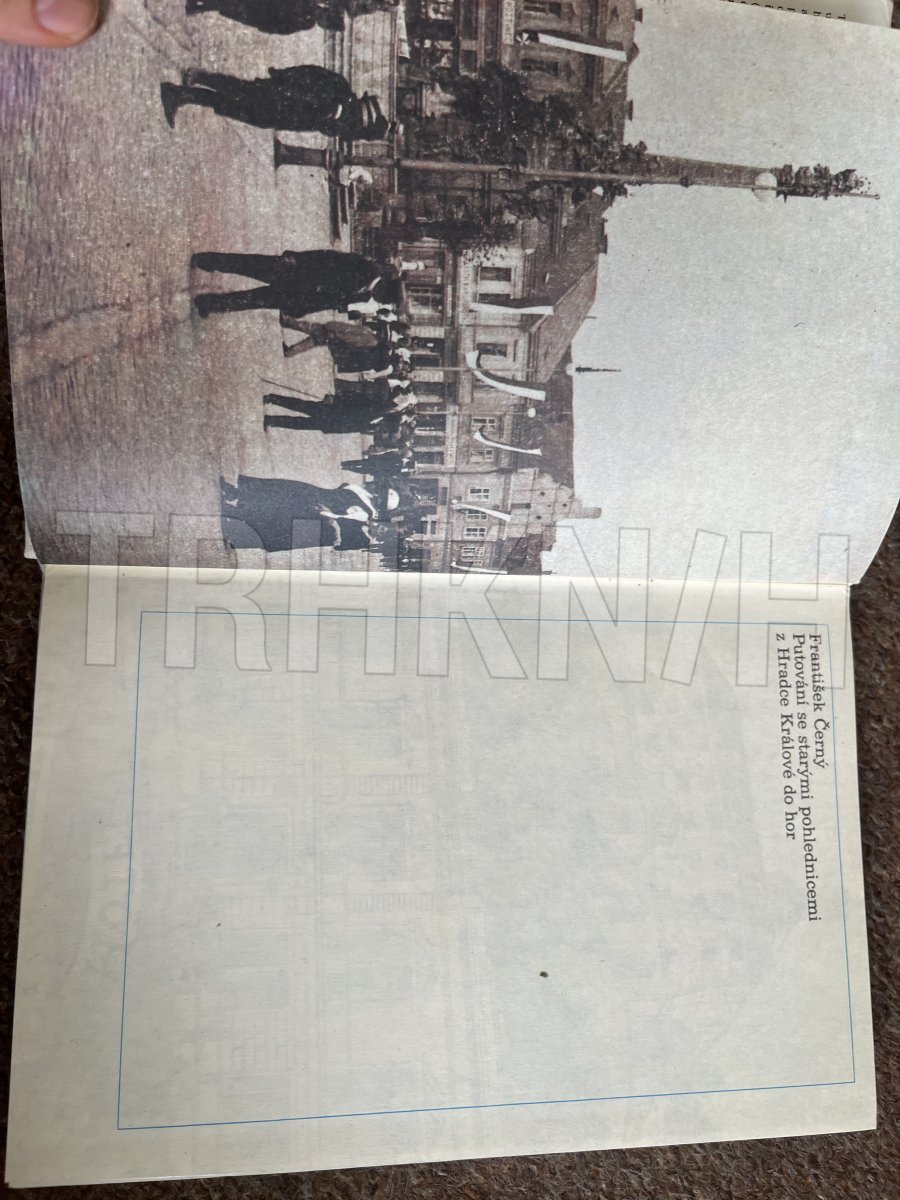 František Černý
Putování se starými pohlednicemi
z Hradce Králové do hor
TRHKNIH